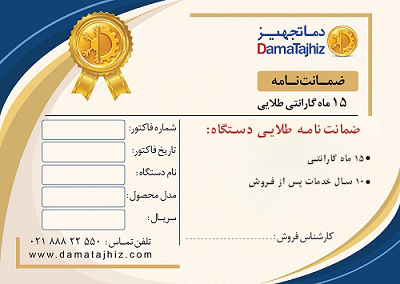 دماتجهیز
DamaTajhiz
ضمانت‌نامه
۱۵ ماه گارانتی طلایی
ضمانت نامه طلایی دستگاه:
۱۵ ماه گارانتی
۱۰ سال خدمات پس از فروش
کارشناس فروش:
شماره فاکتور:
تاریخ فاکتور:
نام دستگاه:
مدل محصول:
سریال:
تلفن تماس: ۵۵۰ ۲۲ ۸۸۸ ۰۲۱
www.damatajhiz.com